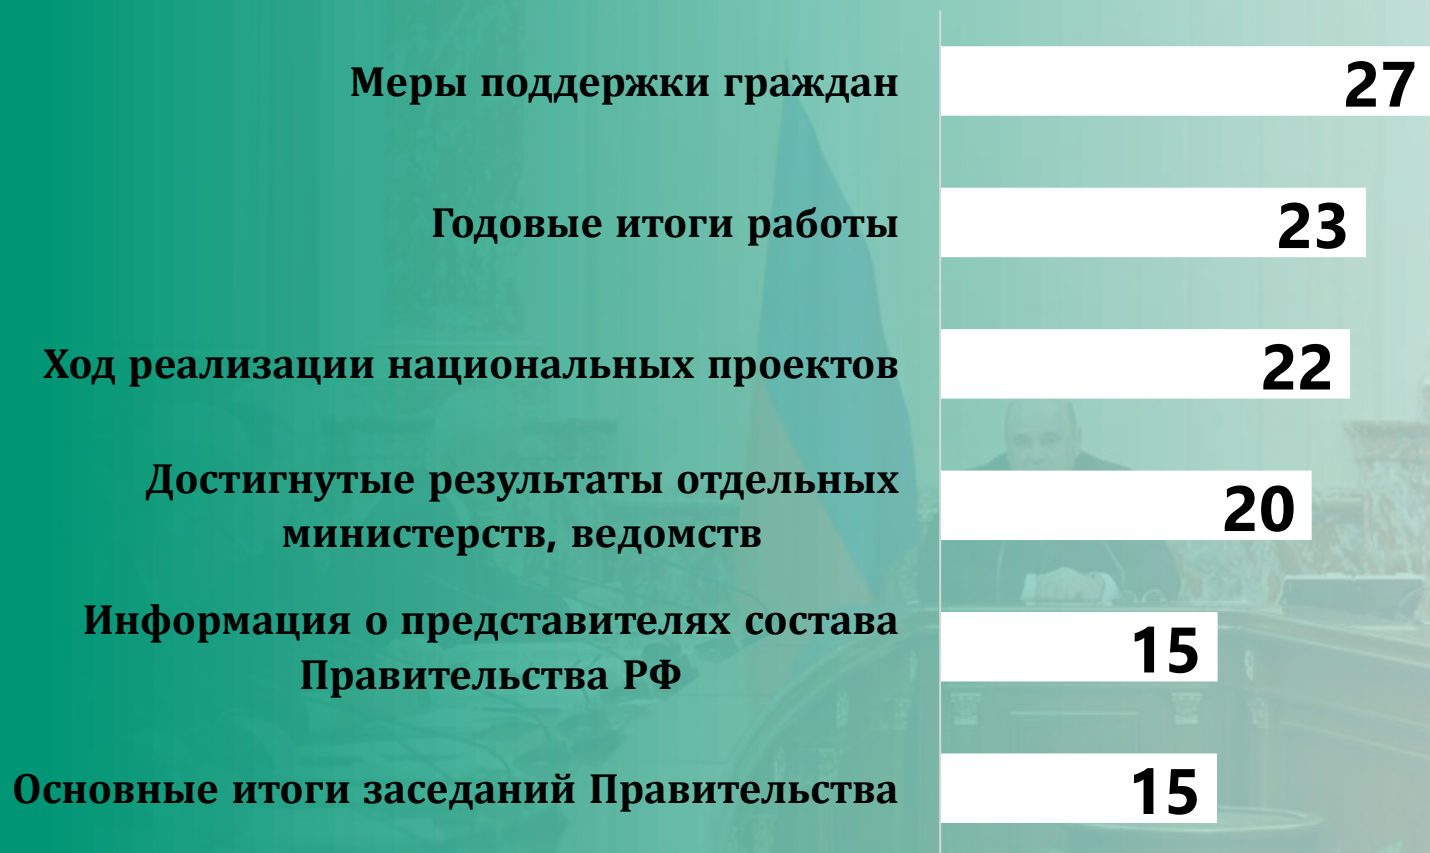 Меры поддержки граждан 27
Годовые итоги работы 23
Ход реализации национальных проектов 22
Достигнутые результаты отдельных
министерств, ведомств 20
Информация о представителях состава
Правительства РФ 15
Основные итоги заседаний Правительства 15